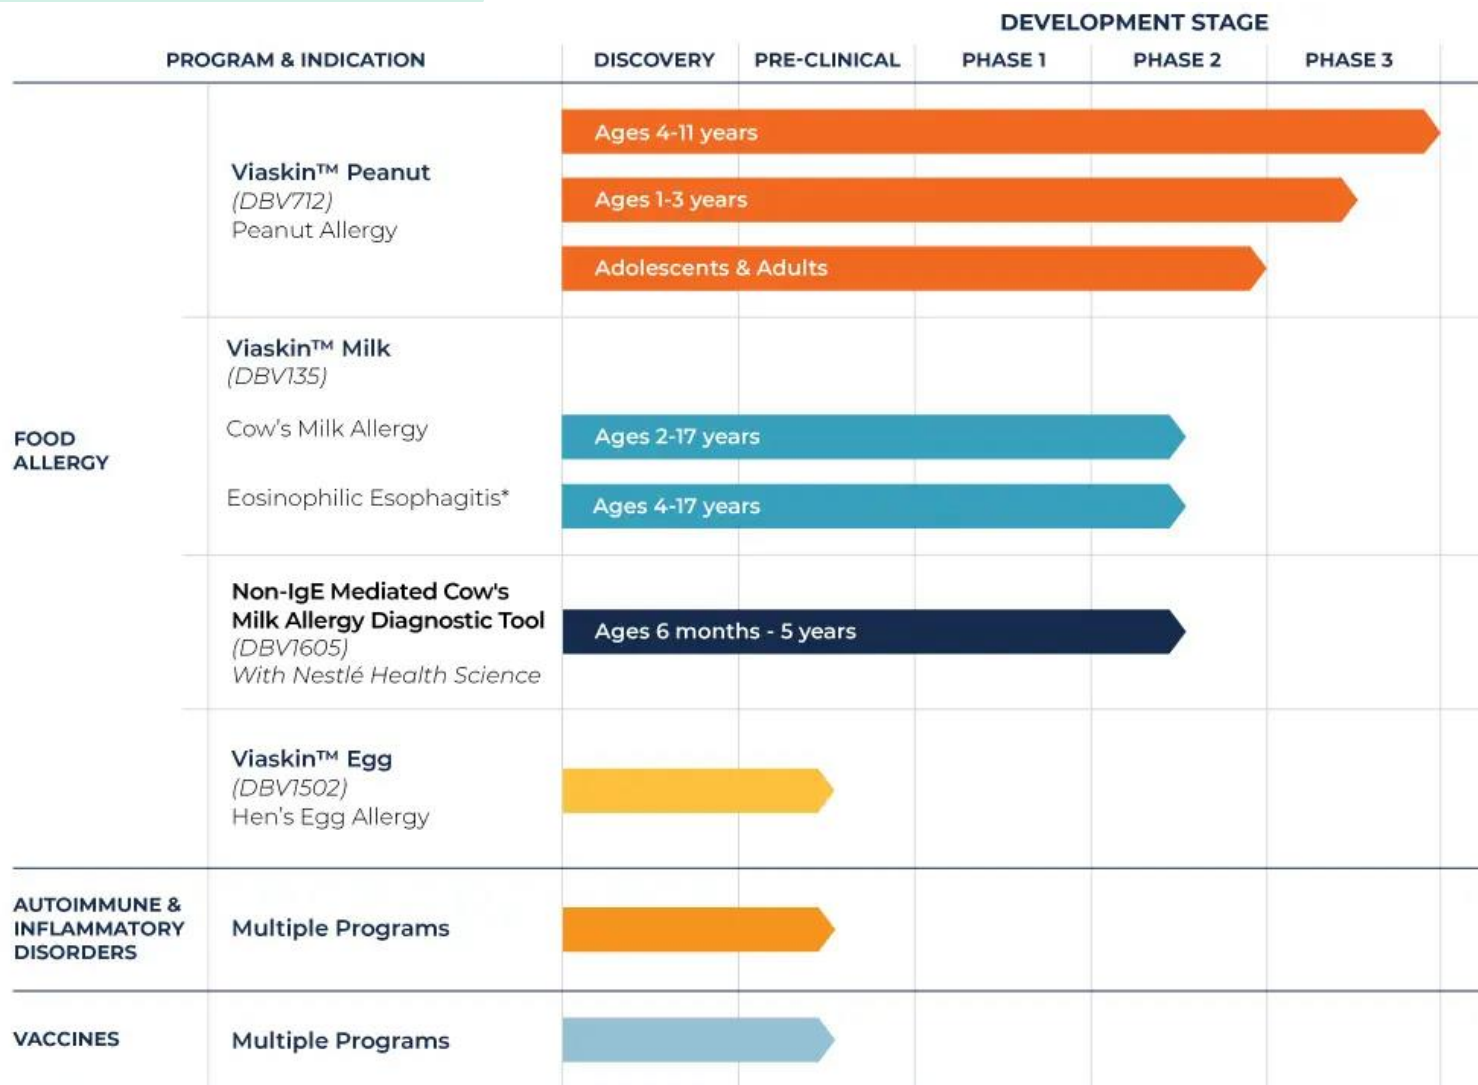 DEVELOPMENT STAGE
PROGRAM & INDICATION
DISCOVERY
PRE-CLINICAL
PHASE 1
PHASE 2
PHASE 3
FOOD
ALLERGY
Viaskin™ Peanut
(DBV712)
Peanut Allergy
Ages 4-11 years
Ages 1-3 years
Adolescents & Adults
Viaskin™ Milk
(DBV135)
Cow's Milk Allergy
Ages 2-17 years
Eosinophilic Esophagitis*
Ages 4-17 years
Non-IgE Mediated Cow's
Milk Allergy Diagnostic Tool
(DBV1605)
With Nestlé Health Science
Ages 6 months - 5 years
Viaskin™ Egg
(DBV1502)
Hen's Egg Allergy
AUTOIMMUNE &
INFLAMMATORY
DISORDERS
Multiple Programs
VACCINES
Multiple Programs